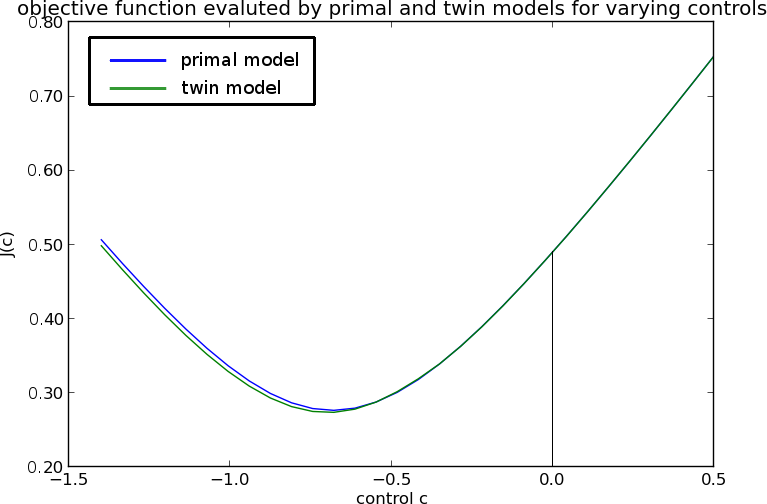 objective function evaluted by primal and twin models for varying controls
0.80
primal model
twin model
0.70
0.60
0.50
J(c)
0.40
0.30
0.20
−1.5 −1.0 −0.5 0.0 0.5
control c